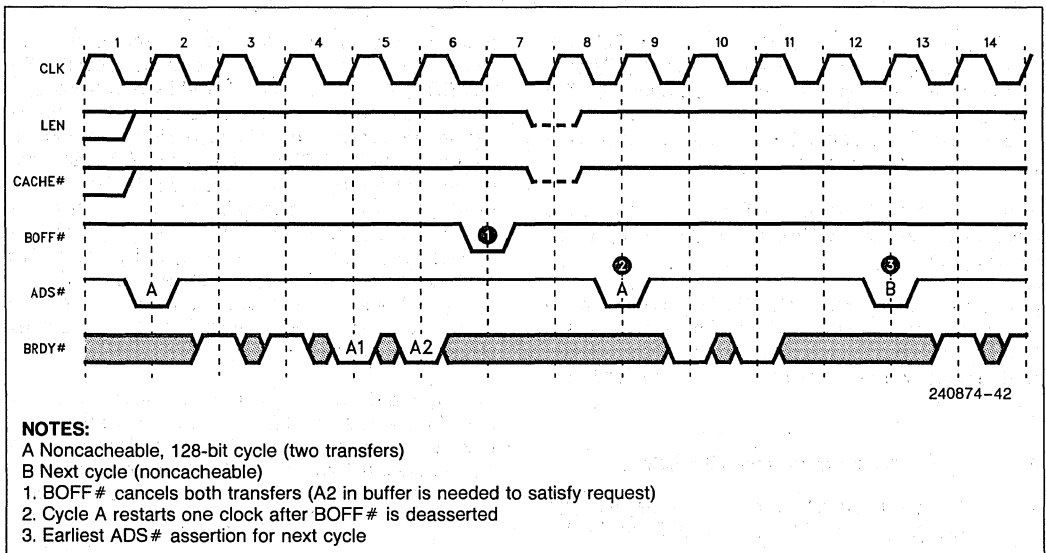 1 2 3 4 5 6 7 8 9 10 11 12 13 14
CLK
LEN
CACHE#
BOFF# 1
2 3
ADS# A A B
BRDY# A1 A2
240874–42
NOTES:
A Noncacheable, 128-bit cycle (two transfers)
B Next cycle (noncacheable)
1. BOFF# cancels both transfers (A2 in buffer is needed to satisfy request)
2. Cycle A restarts one clock after BOFF# is deasserted
3. Earliest ADS# assertion for next cycle